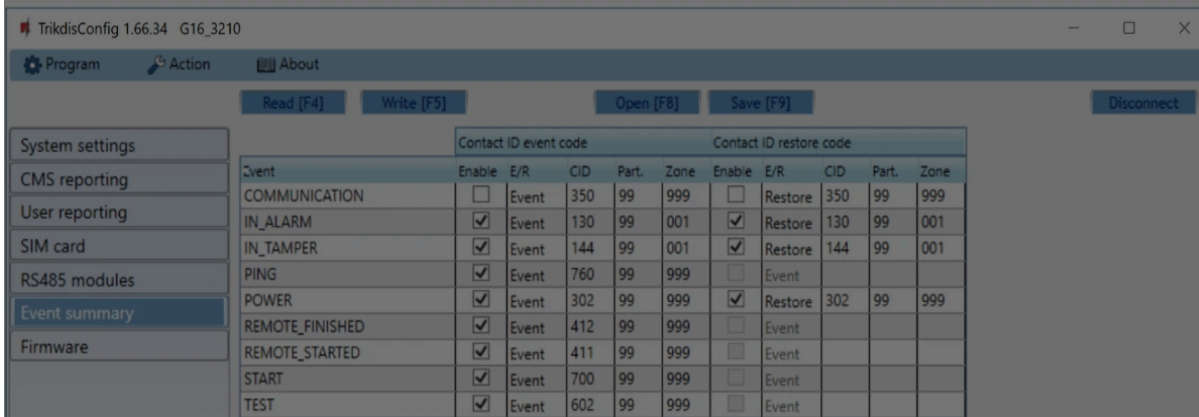 TrikdisConfig 1.66.34 G16_3210
Program Action About
Read [F4] Write [F5] Open [F8] Save [F9] Disconnect
System settings
CMS reporting
User reporting
SIM card
RS485 modules
Event summary
Firmware
Contact ID event code Contact ID restore code
Event Enable E/R CID Part. Zone Enable E/R CID Part. Zone
COMMUNICATION Event 350 99 999 Restore 350 99 999
IN_ALARM Event 130 99 001 Restore 130 99 001
IN_TAMPER Event 144 99 001 Restore 144 99 001
PING Event 760 99 999 Event
POWER Event 302 99 999 Restore 302 99 999
REMOTE_FINISHED Event 412 99 999 Event
REMOTE_STARTED Event 411 99 999 Event
START Event 700 99 999 Event
TEST Event 602 99 999 Event